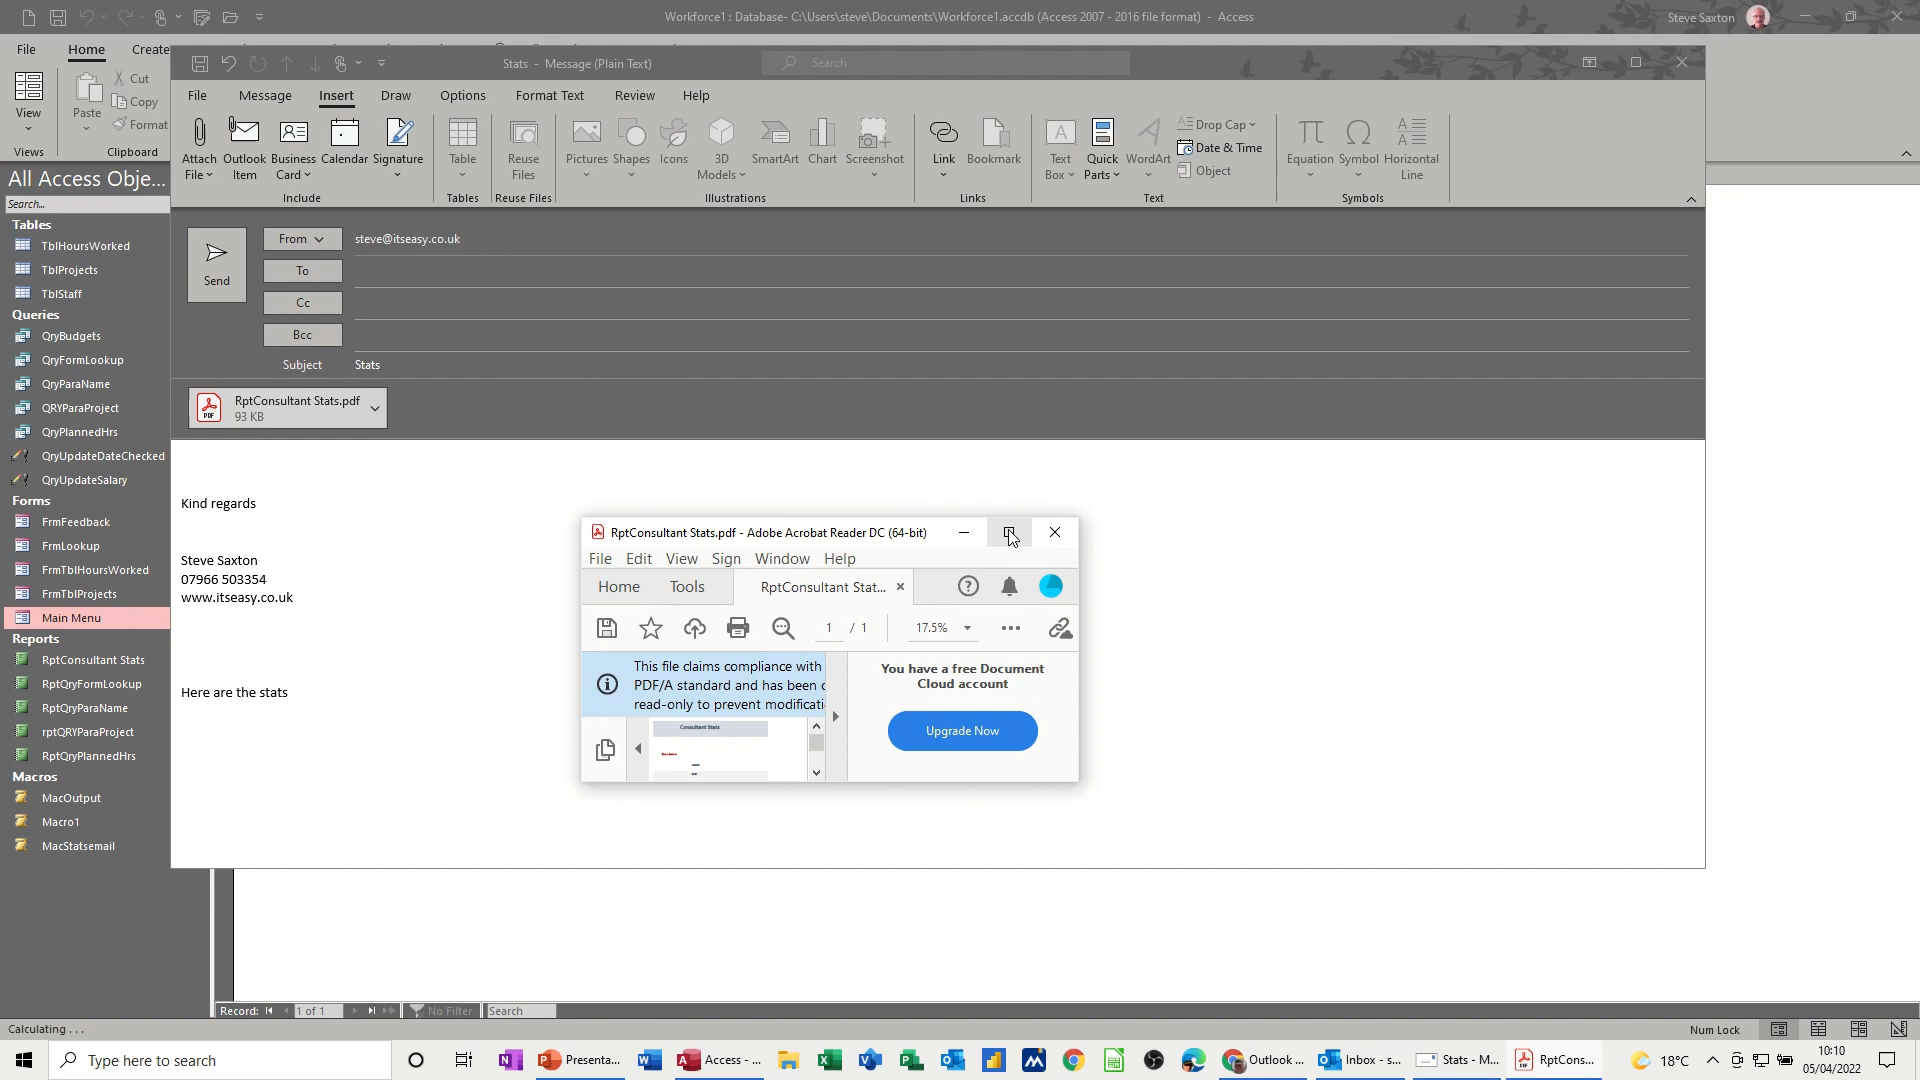 Workforce1 : Database- C:\Users\steve\Documents\Workforce1.accdb (Access 2007 - 2016 file format) - Access
Steve Saxton
File
Home
Create
View
Views
Paste
Cut
Copy
Format
Clipboard
Stats - Message (Plain Text)
Search
File
Message
Insert
Draw
Options
Format Text
Review
Help
Attach File
Outlook Item
Business Card
Calendar
Signature
Include
Table
Tables
Reuse Files
Reuse Files
Pictures
Shapes
Icons
3D Models
SmartArt
Chart
Screenshot
Illustrations
Link
Bookmark
Links
Text Box
Quick Parts
WordArt
Drop Cap
Date & Time
Object
Text
Equation
Symbol
Horizontal Line
Symbols
All Access Obje...
Search...
Tables
TblHoursWorked
TblProjects
TblStaff
Queries
QryBudgets
QryFormLookup
QryParaName
QRYParaProject
QryPlannedHrs
QryUpdateDateChecked
QryUpdateSalary
Forms
FrmFeedback
FrmLookup
FrmTblHoursWorked
FrmTblProjects
Main Menu
Reports
RptConsultant Stats
RptQryFormLookup
RptQryParaName
rptQRYParaProject
RptQryPlannedHrs
Macros
MacOutput
Macro1
MacStatsemail
Send
From
steve@itseasy.co.uk
To
Cc
Bcc
Subject
Stats
RptConsultant Stats.pdf
93 KB
Kind regards
Steve Saxton
07966 503354
www.itseasy.co.uk
Here are the stats
RptConsultant Stats.pdf - Adobe Acrobat Reader DC (64-bit)
File Edit View Sign Window Help
Home
Tools
RptConsultant Stat...
1 / 1
17.5%
This file claims compliance with
PDF/A standard and has been
read-only to prevent modificati
Consultant Stats
You have a free Document
Cloud account
Upgrade Now
Record:
1 of 1
No Filter
Search
Calculating . . .
Num Lock
Type here to search
Presenta...
Access - ...
Outlook ...
Inbox - s...
Stats - M...
RptCons...
18°C
10:10
05/04/2022